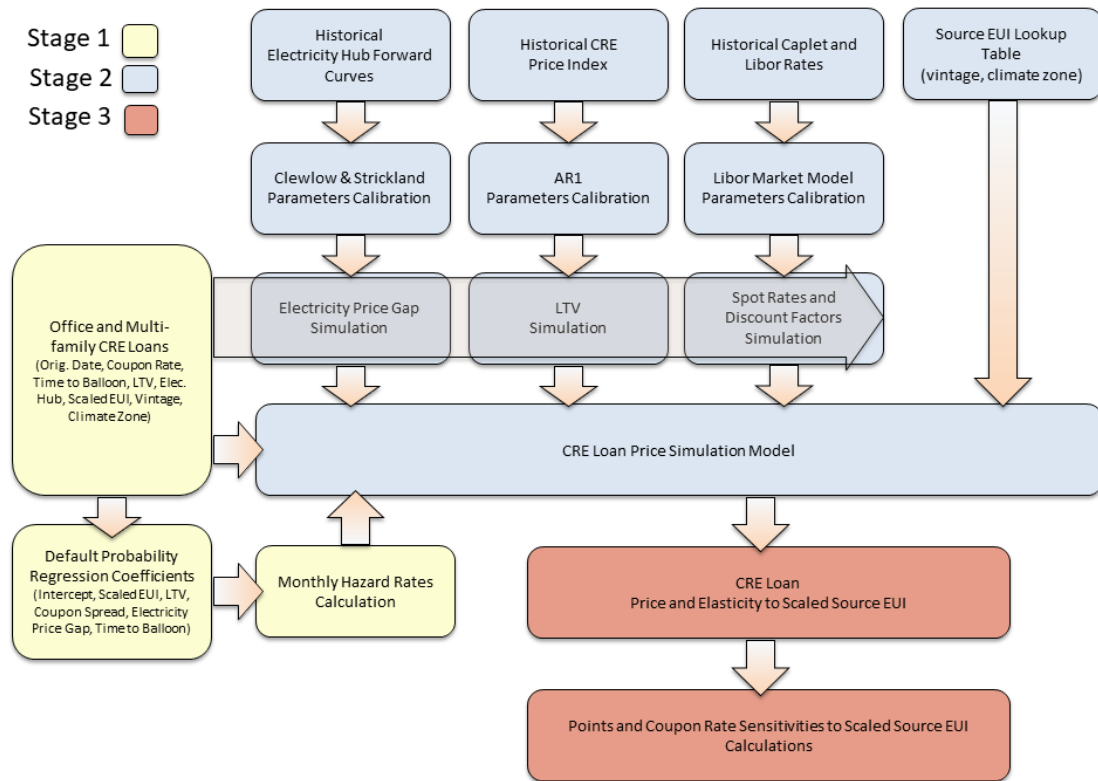 Stage 1
Stage 2
Stage 3
Historical
Electricity Hub Forward
Curves
Historical CRE
Price Index
Historical Caplet and
Libor Rates
Source EUI Lookup
Table
(vintage, climate zone)
Clewlow & Strickland
Parameters Calibration
AR1
Parameters Calibration
Libor Market Model
Parameters Calibration
Office and Multi-
family CRE Loans
(Orig. Date, Coupon Rate,
Time to Balloon, LTV, Elec.
Hub, Scaled EUI, Vintage,
Climate Zone)
Electricity Price Gap
Simulation
LTV
Simulation
Spot Rates and
Discount Factors
Simulation
CRE Loan Price Simulation Model
Default Probability
Regression Coefficients
(Intercept, Scaled EUI, LTV,
Coupon Spread, Electricity
Price Gap, Time to Balloon)
Monthly Hazard Rates
Calculation
CRE Loan
Price and Elasticity to Scaled Source EUI
Points and Coupon Rate Sensitivities to Scaled Source EUI
Calculations